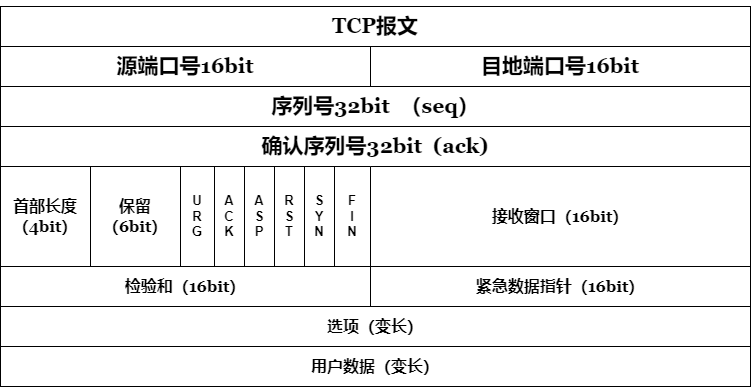 TCP报文
源端口号16bit 目地端口号16bit
序列号32bit （seq）
确认序列号32bit（ack）
首部长度 保留 URG ACK ASP RST SYN FIN 接收窗口（16bit）
（4bit） （6bit）
检验和（16bit） 紧急数据指针（16bit）
选项（变长）
用户数据（变长）